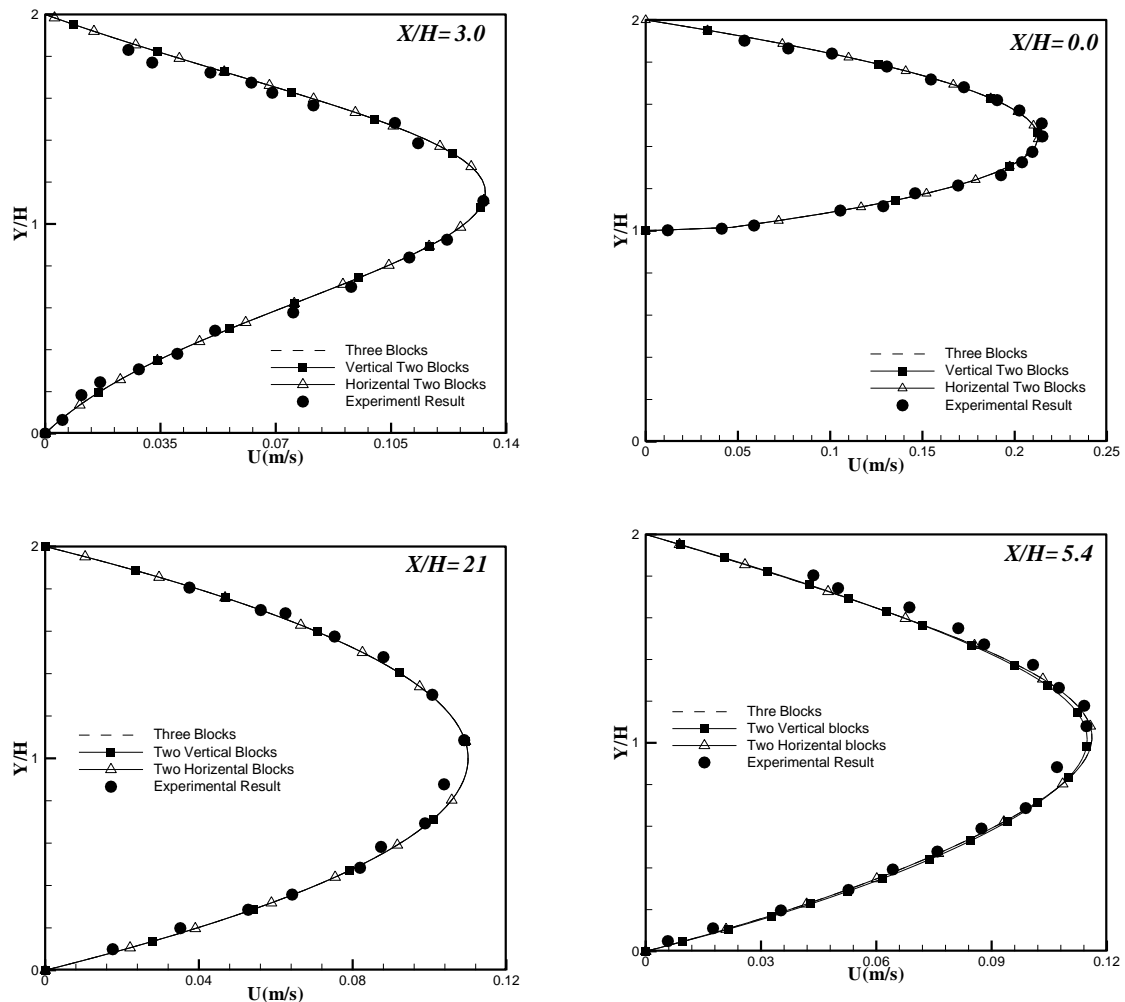 X/H= 3.0
2
1
0
Y/H
Three Blocks
Vertical Two Blocks
Horizental Two Blocks
Experimentl Result
0
0.035
0.07
0.105
0.14
U(m/s)
X/H= 0.0
2
1
2
Y/H
Three Blocks
Vertical Two Blocks
Horizental Two Blocks
Experimental Result
0
0.05
0.1
0.15
0.2
0.25
U(m/s)
X/H= 21
2
1
0
Y/H
Three Blocks
Two Vertical Blocks
Two Horizental Blocks
Experimental Result
0
0.04
0.08
0.12
U(m/s)
X/H= 5.4
2
1
0
Y/H
Thre Blocks
Two Vertical blocks
Two Horizental blocks
Experimental Result
0
0.03
0.06
0.09
0.12
U(m/s)